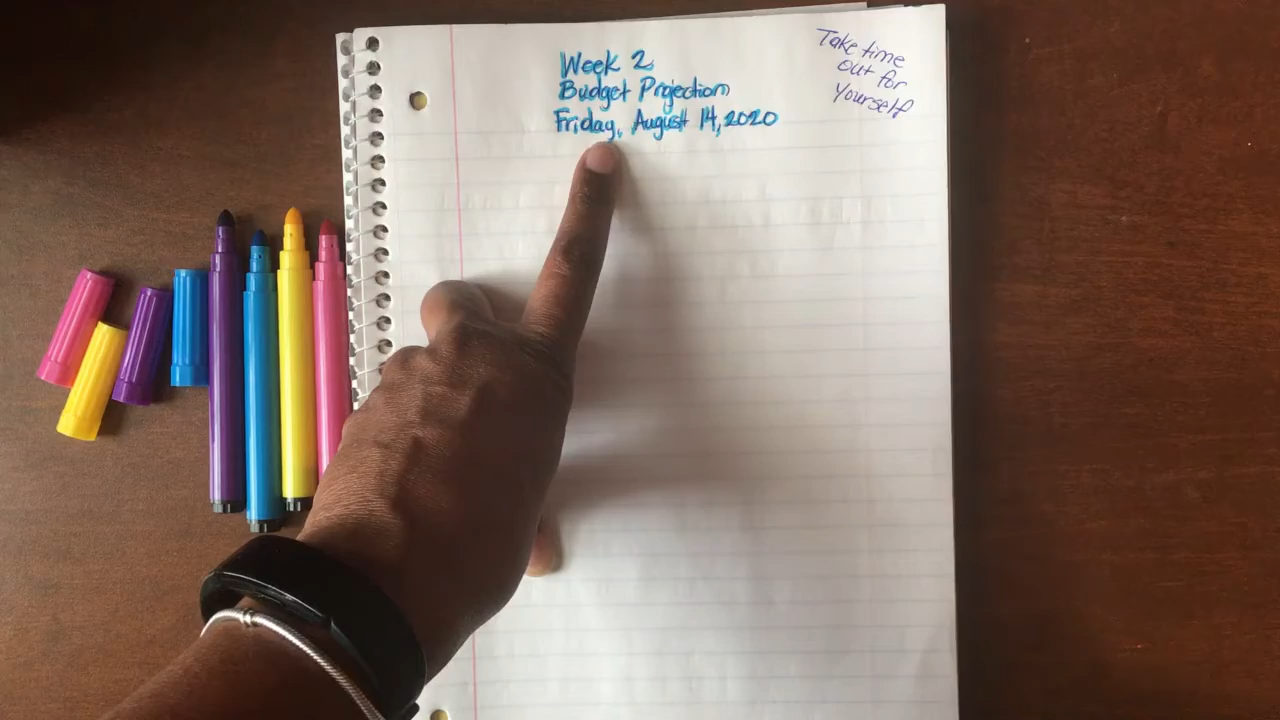 Week 2
Budget Projection
Friday, August 14, 2020
Take time
out for
Yourself